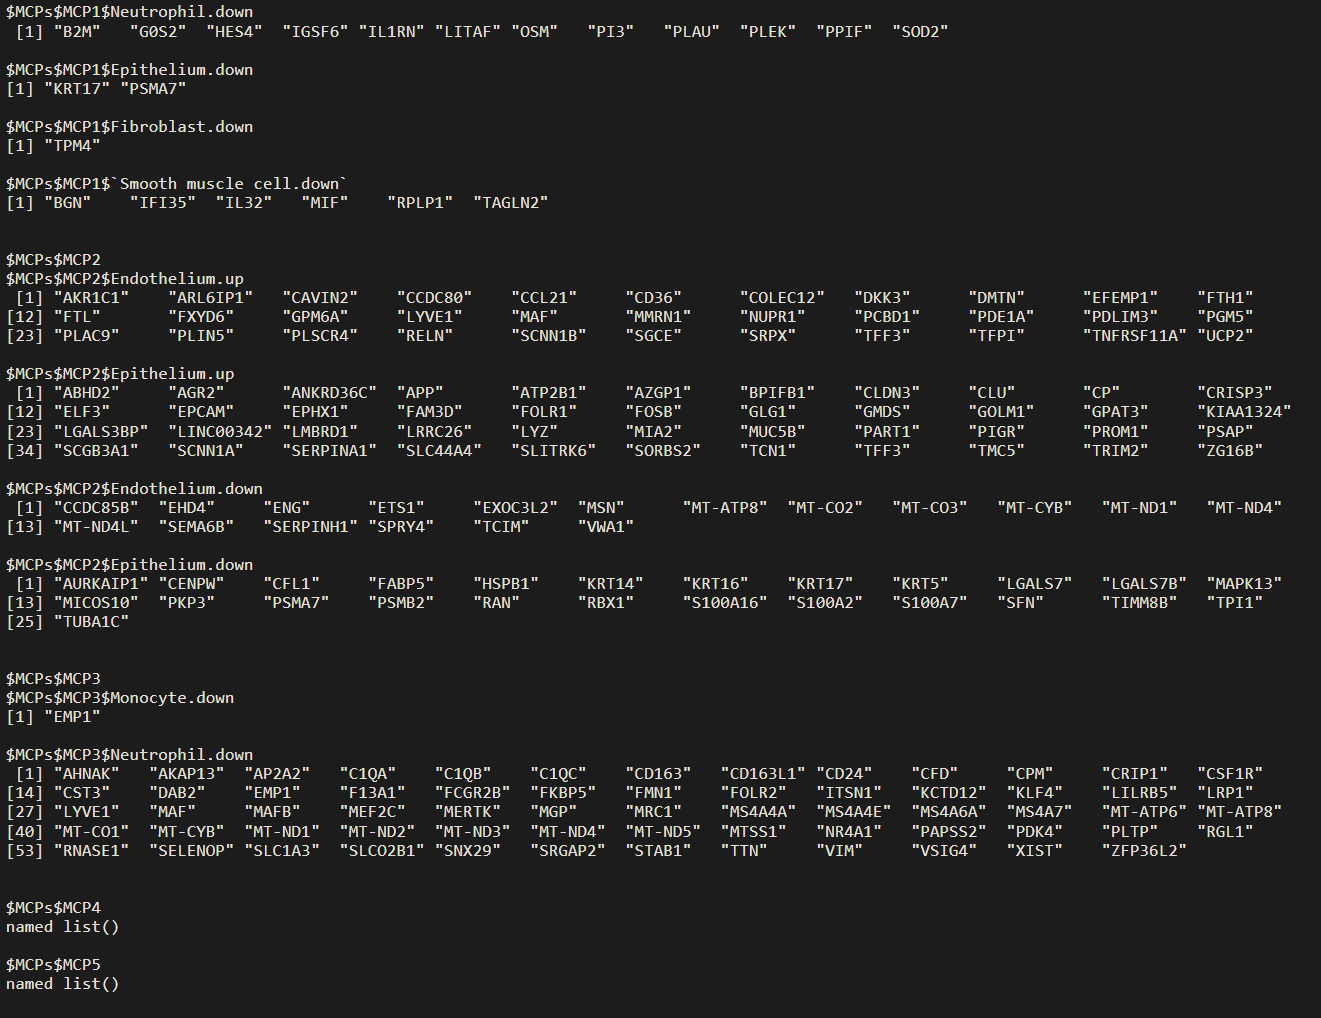 $MCPs$MCP1$Neutrophil.down
[1] "B2M" "G0S2" "HES4" "IGSF6" "IL1RN" "LITAF" "OSM" "PI3" "PLAU" "PLEK" "PPIF" "SOD2"
$MCPs$MCP1$Epithelium.down
[1] "KRT17" "PSMA7"
$MCPs$MCP1$Fibroblast.down
[1] "TPM4"
$MCPs$MCP1$`Smooth muscle cell.down`
[1] "BGN" "IFI35" "IL32" "MIF" "RPLP1" "TAGLN2"
$MCPs$MCP2
$MCPs$MCP2$Endothelium.up
[1] "AKR1C1" "ARL6IP1" "CAVIN2" "CCDC80" "CCL21" "CD36" "COLEC12" "DKK3" "DMTN" "EFEMP1" "FTH1"
[12] "FTL" "FXYD6" "GPM6A" "LYVE1" "MAF" "MMRN1" "NUPR1" "PCBD1" "PDE1A" "PDLIM3" "PGM5"
[23] "PLAC9" "PLIN5" "PLSCR4" "RELN" "SCNN1B" "SGCE" "SRPX" "TFF3" "TFPI" "TNFRSF11A" "UCP2"
$MCPs$MCP2$Epithelium.up
[1] "ABHD2" "AGR2" "ANKRD36C" "APP" "ATP2B1" "AZGP1" "BPIFB1" "CLDN3" "CLU" "CP" "CRISP3"
[12] "ELF3" "EPCAM" "EPHX1" "FAM3D" "FOLR1" "FOSB" "GLG1" "GMDS" "GOLM1" "GPAT3" "KIAA1324"
[23] "LGALS3BP" "LINC00342" "LMBRD1" "LRRC26" "LYZ" "MIA2" "MUC5B" "PART1" "PIGR" "PROM1" "PSAP"
[34] "SCGB3A1" "SCNN1A" "SERPINA1" "SLC44A4" "SLITRK6" "SORBS2" "TCN1" "TFF3" "TMC5" "TRIM2" "ZG16B"
$MCPs$MCP2$Endothelium.down
[1] "CCDC85B" "EHD4" "ENG" "ETS1" "EXOC3L2" "MSN" "MT-ATP8" "MT-CO2" "MT-CO3" "MT-CYB" "MT-ND1" "MT-ND4"
[13] "MT-ND4L" "SEMA6B" "SERPINH1" "SPRY4" "TCIM" "VWA1"
$MCPs$MCP2$Epithelium.down
[1] "AURKAIP1" "CENPW" "CFL1" "FABP5" "HSPB1" "KRT14" "KRT16" "KRT17" "KRT5" "LGALS7" "LGALS7B" "MAPK13"
[13] "MICOS10" "PKP3" "PSMA7" "PSMB2" "RAN" "RBX1" "S100A16" "S100A2" "S100A7" "SFN" "TIMM8B" "TPI1"
[25] "TUBA1C"
$MCPs$MCP3
$MCPs$MCP3$Monocyte.down
[1] "EMP1"
$MCPs$MCP3$Neutrophil.down
[1] "AHNAK" "AKAP13" "AP2A2" "C1QA" "C1QB" "C1QC" "CD163" "CD163L1" "CD24" "CFD" "CPM" "CRIP1" "CSF1R"
[14] "CST3" "DAB2" "EMP1" "F13A1" "FCGR2B" "FKBP5" "FMN1" "FOLR2" "ITSN1" "KCTD12" "KLF4" "LILRB5" "LRP1"
[27] "LYVE1" "MAF" "MAFB" "MEF2C" "MERTK" "MGP" "MRC1" "MS4A4A" "MS4A4E" "MS4A6A" "MS4A7" "MT-ATP6" "MT-ATP8"
[40] "MT-CO1" "MT-CYB" "MT-ND1" "MT-ND2" "MT-ND3" "MT-ND4" "MT-ND5" "MTSS1" "NR4A1" "PAPSS2" "PDK4" "PLTP" "RGL1"
[53] "RNASE1" "SELENOP" "SLC1A3" "SLCO2B1" "SNX29" "SRGAP2" "STAB1" "TTN" "VIM" "VSIG4" "XIST" "ZFP36L2"
$MCPs$MCP4
named list()
$MCPs$MCP5
named list()